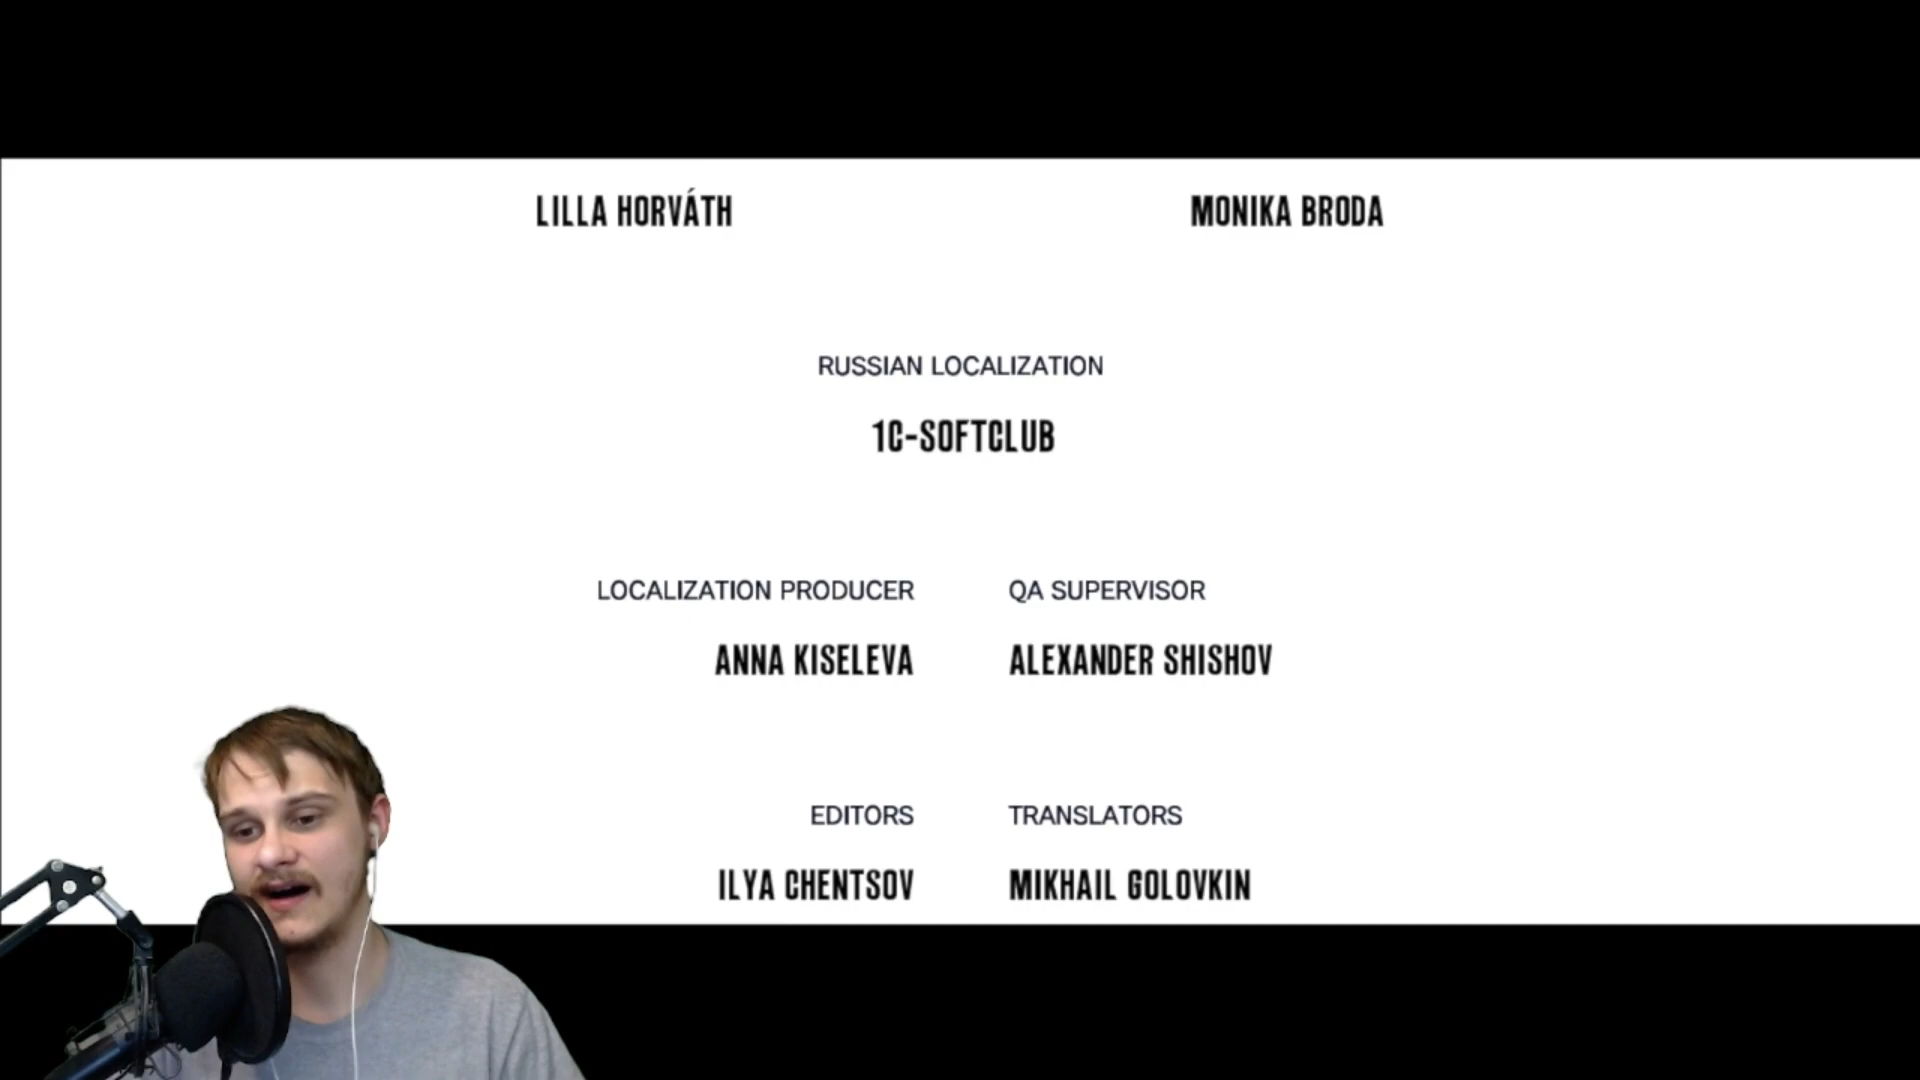 LILLA HORVÁTH MONIKA BRODA
RUSSIAN LOCALIZATION
1C-SOFTCLUB
LOCALIZATION PRODUCER QA SUPERVISOR
ANNA KISELEVA ALEXANDER SHISHOV
EDITORS TRANSLATORS
ILYA CHENTSOV MIKHAIL GOLOVKIN